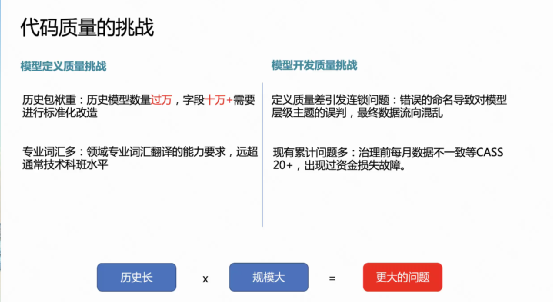 代码质量的挑战
模型定义质量挑战
历史包袱重：历史模型数量过万，字段十万+需要
进行标准化改造
专业词汇多：领域专业词汇翻译的能力要求，远超
通常技术科班水平
模型开发质量挑战
定义质量差引发连锁问题：错误的命名导致对模型
层级主题的误判，最终数据流向混乱
现有累计问题多：治理前每月数据不一致等CASS
20+，出现过资金损失故障。
历史长 x 规模大 = 更大的问题